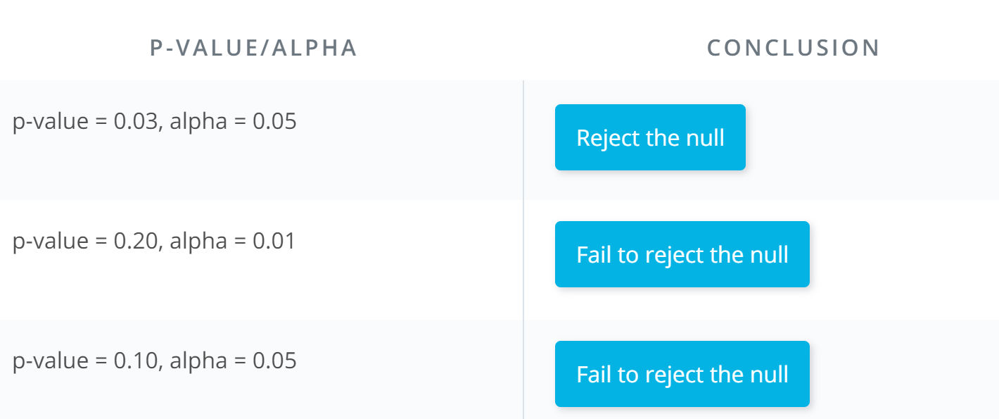 P-VALUE/ALPHA CONCLUSION
p-value = 0.03, alpha = 0.05
Reject the null
p-value = 0.20, alpha = 0.01
Fail to reject the null
p-value = 0.10, alpha = 0.05
Fail to reject the null